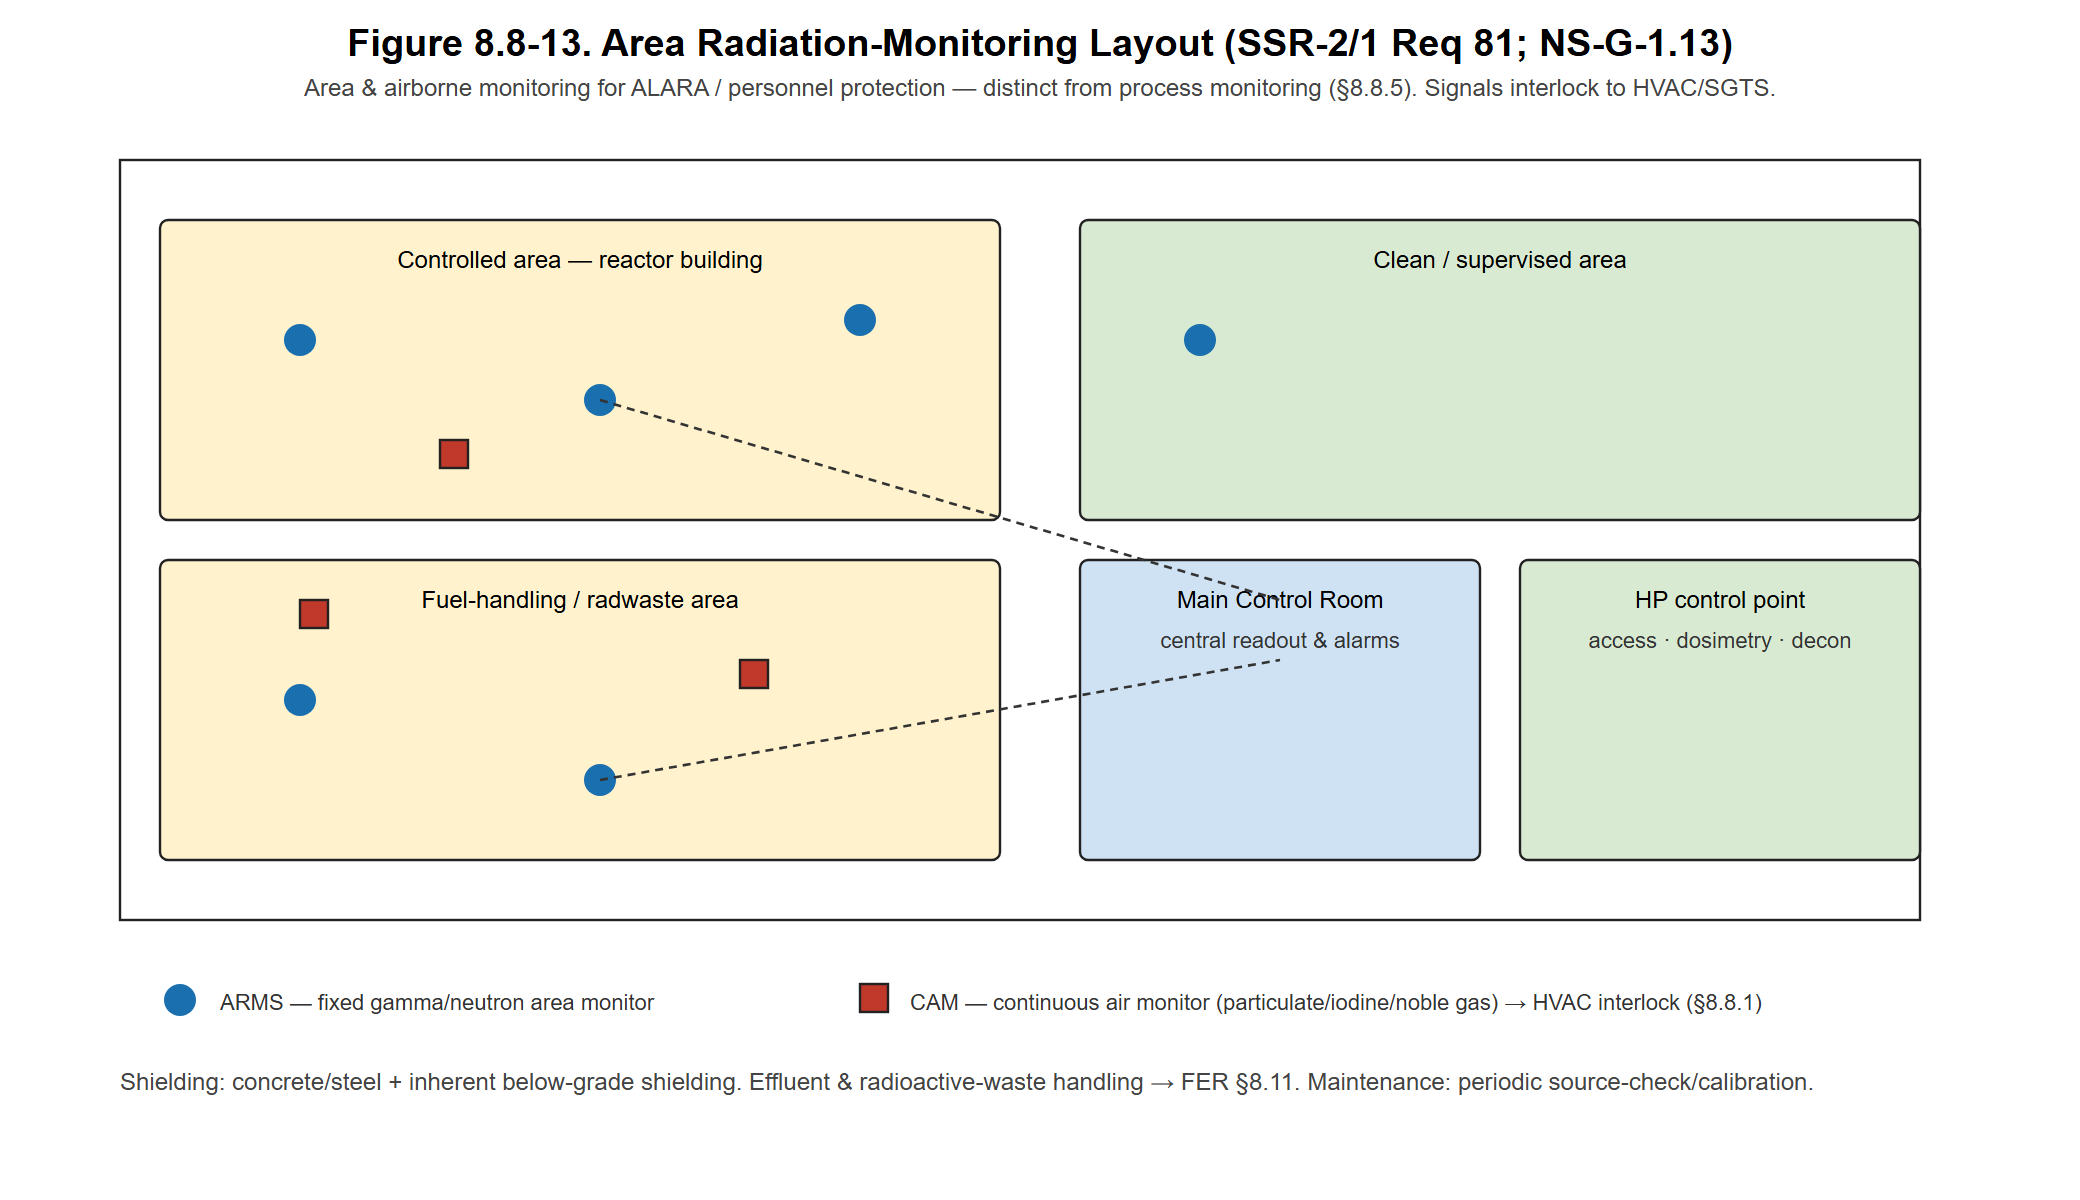 Figure 8.8-13. Area Radiation-Monitoring Layout (SSR-2/1 Req 81; NS-G-1.13)
Area & airborne monitoring for ALARA / personnel protection — distinct from process monitoring (§8.8.5). Signals interlock to HVAC/SGTS.
Controlled area — reactor building
Clean / supervised area
Fuel-handling / radwaste area
Main Control Room
central readout & alarms
HP control point
access · dosimetry · decon
ARMS — fixed gamma/neutron area monitor
CAM — continuous air monitor (particulate/iodine/noble gas) → HVAC interlock (§8.8.1)
Shielding: concrete/steel + inherent below-grade shielding. Effluent & radioactive-waste handling → FER §8.11. Maintenance: periodic source-check/calibration.